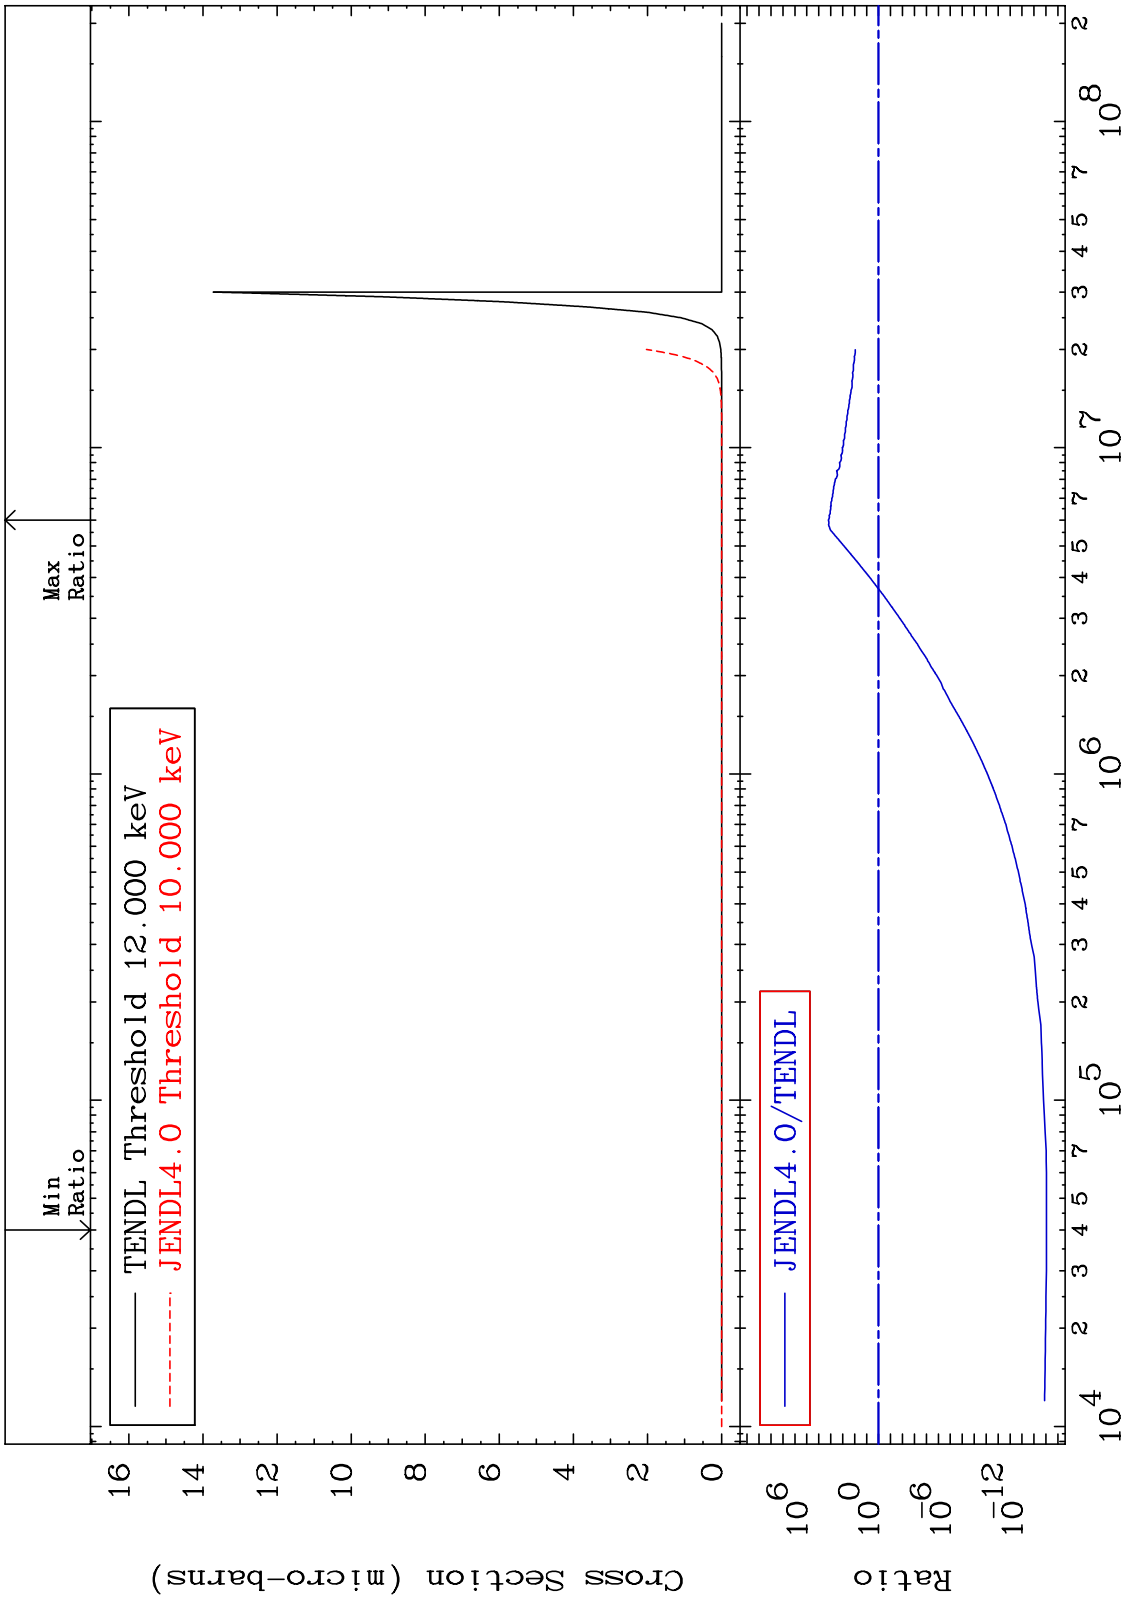 Min
Ratio
Max
Ratio
TENDL Threshold 12.000 keV
JENDL4.0 Threshold 10.000 keV
Cross Section (micro-barns)
16
14
12
10
8
6
4
2
0
JENDL4.0/TENDL
Ratio
10^6
10^0
10^-6
10^-12
10^4 2 3 4 5 7 10^5 2 3 4 5 7 10^6 2 3 4 5 7 10^7 2 3 4 5 7 10^8 2